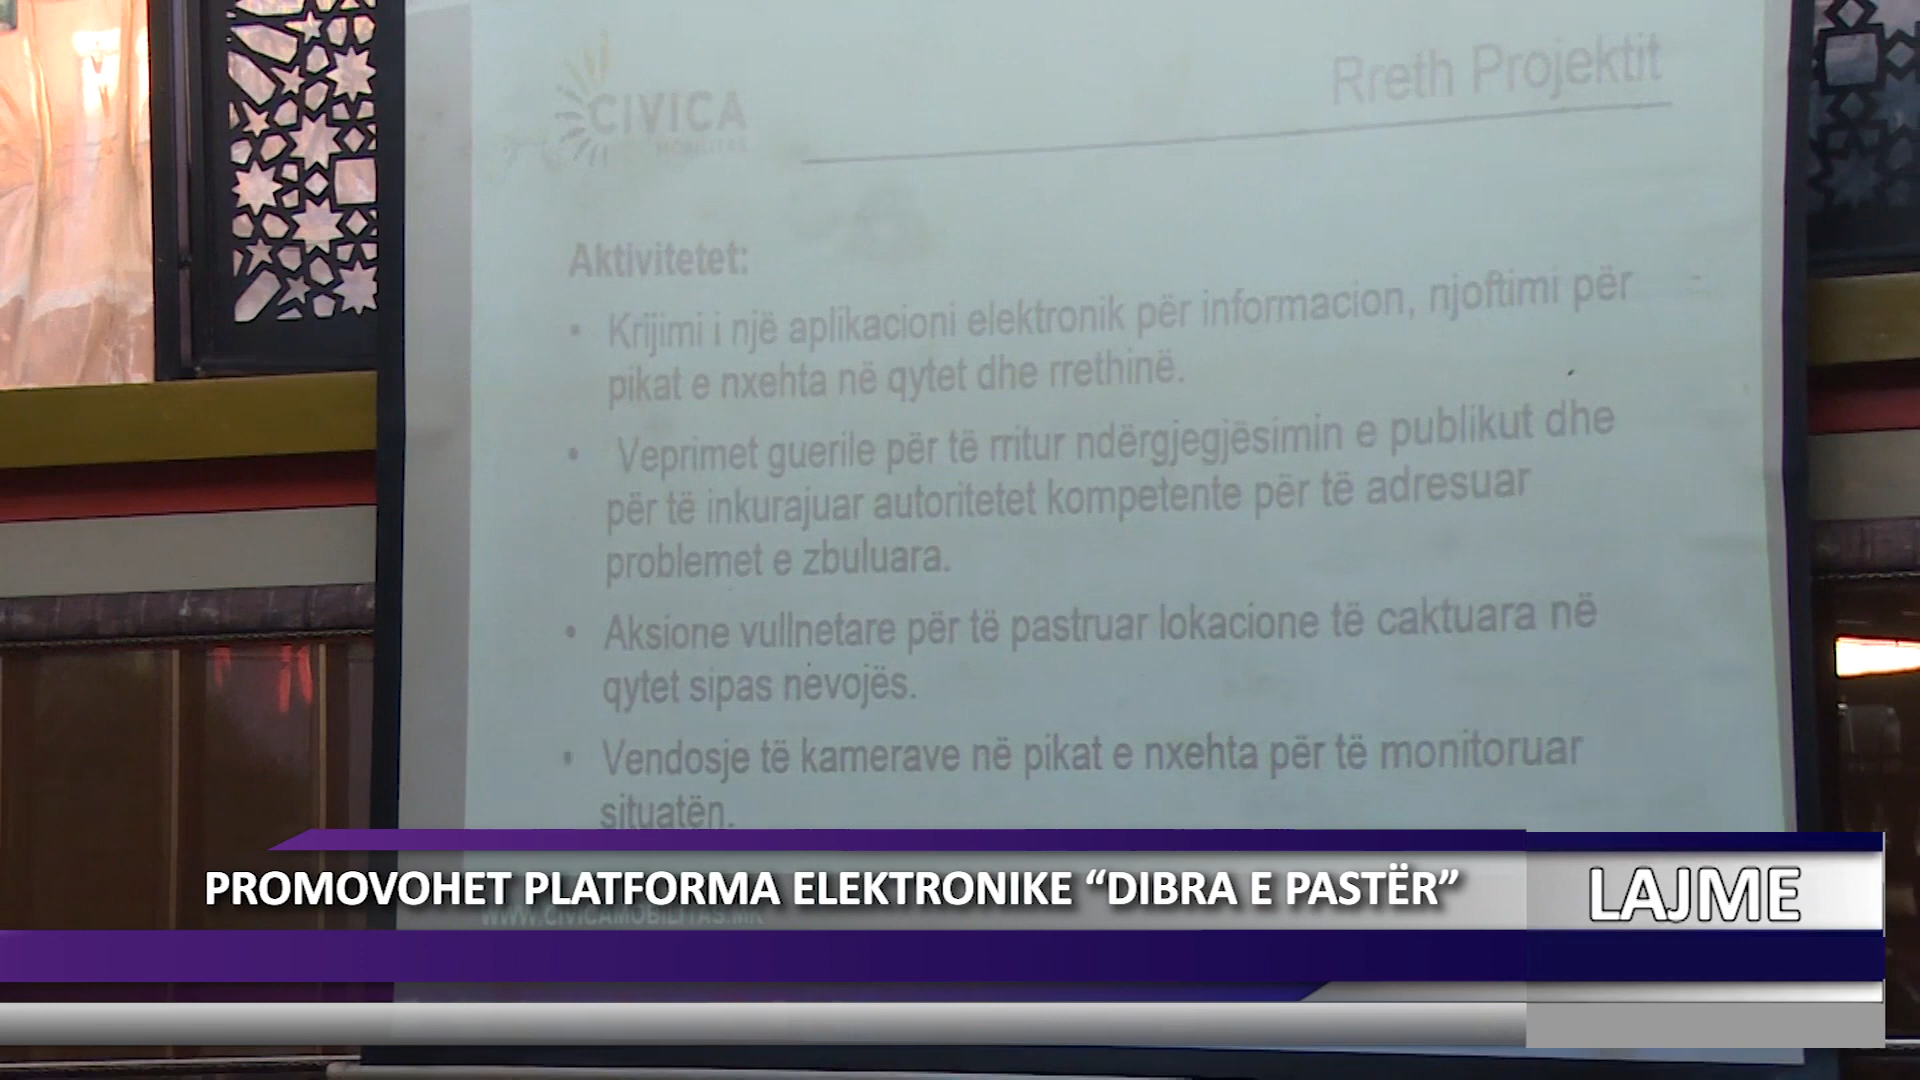 CIVICA
MOBILITAS
Rreth Projektit
Aktivitetet:
• Krijimi i një aplikacioni elektronik për informacion, njoftimi për
pikat e nxehta në qytet dhe rrethinë.
• Veprimet guerile për të rritur ndërgjegjësimin e publikut dhe
për të inkurajuar autoritetet kompetente për të adresuar
problemet e zbuluara.
• Aksione vullnetare për të pastruar lokacione të caktuara në
qytet sipas nevojës.
• Vendosje të kamerave në pikat e nxehta për të monitoruar
situatën.
PROMOVOHET PLATFORMA ELEKTRONIKE “DIBRA E PASTËR”
LAJME
WWW.CIVICAMOBILITAS.MK